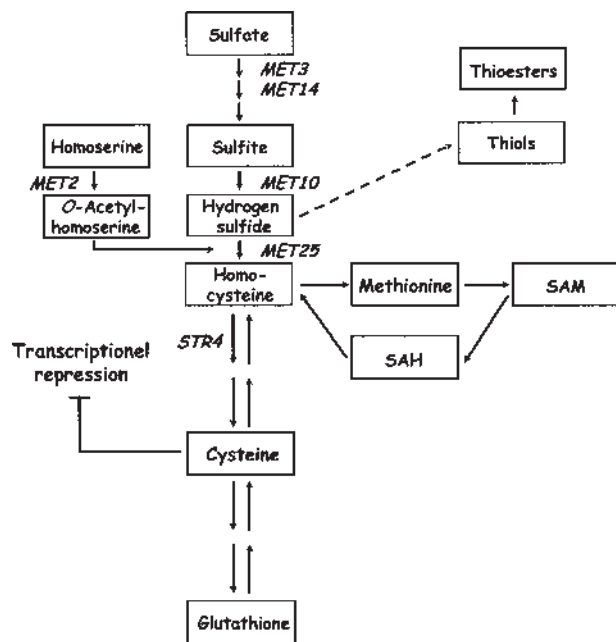 Sulfate
MET3
MET14
Thioesters
Thiols
Homoserine
Sulfite
MET2
MET10
O-Acetyl-
homoserine
Hydrogen
sulfide
MET25
Homo-
cysteine
Methionine
SAM
STR4
SAH
Transcriptionel
repression
Cysteine
Glutathione